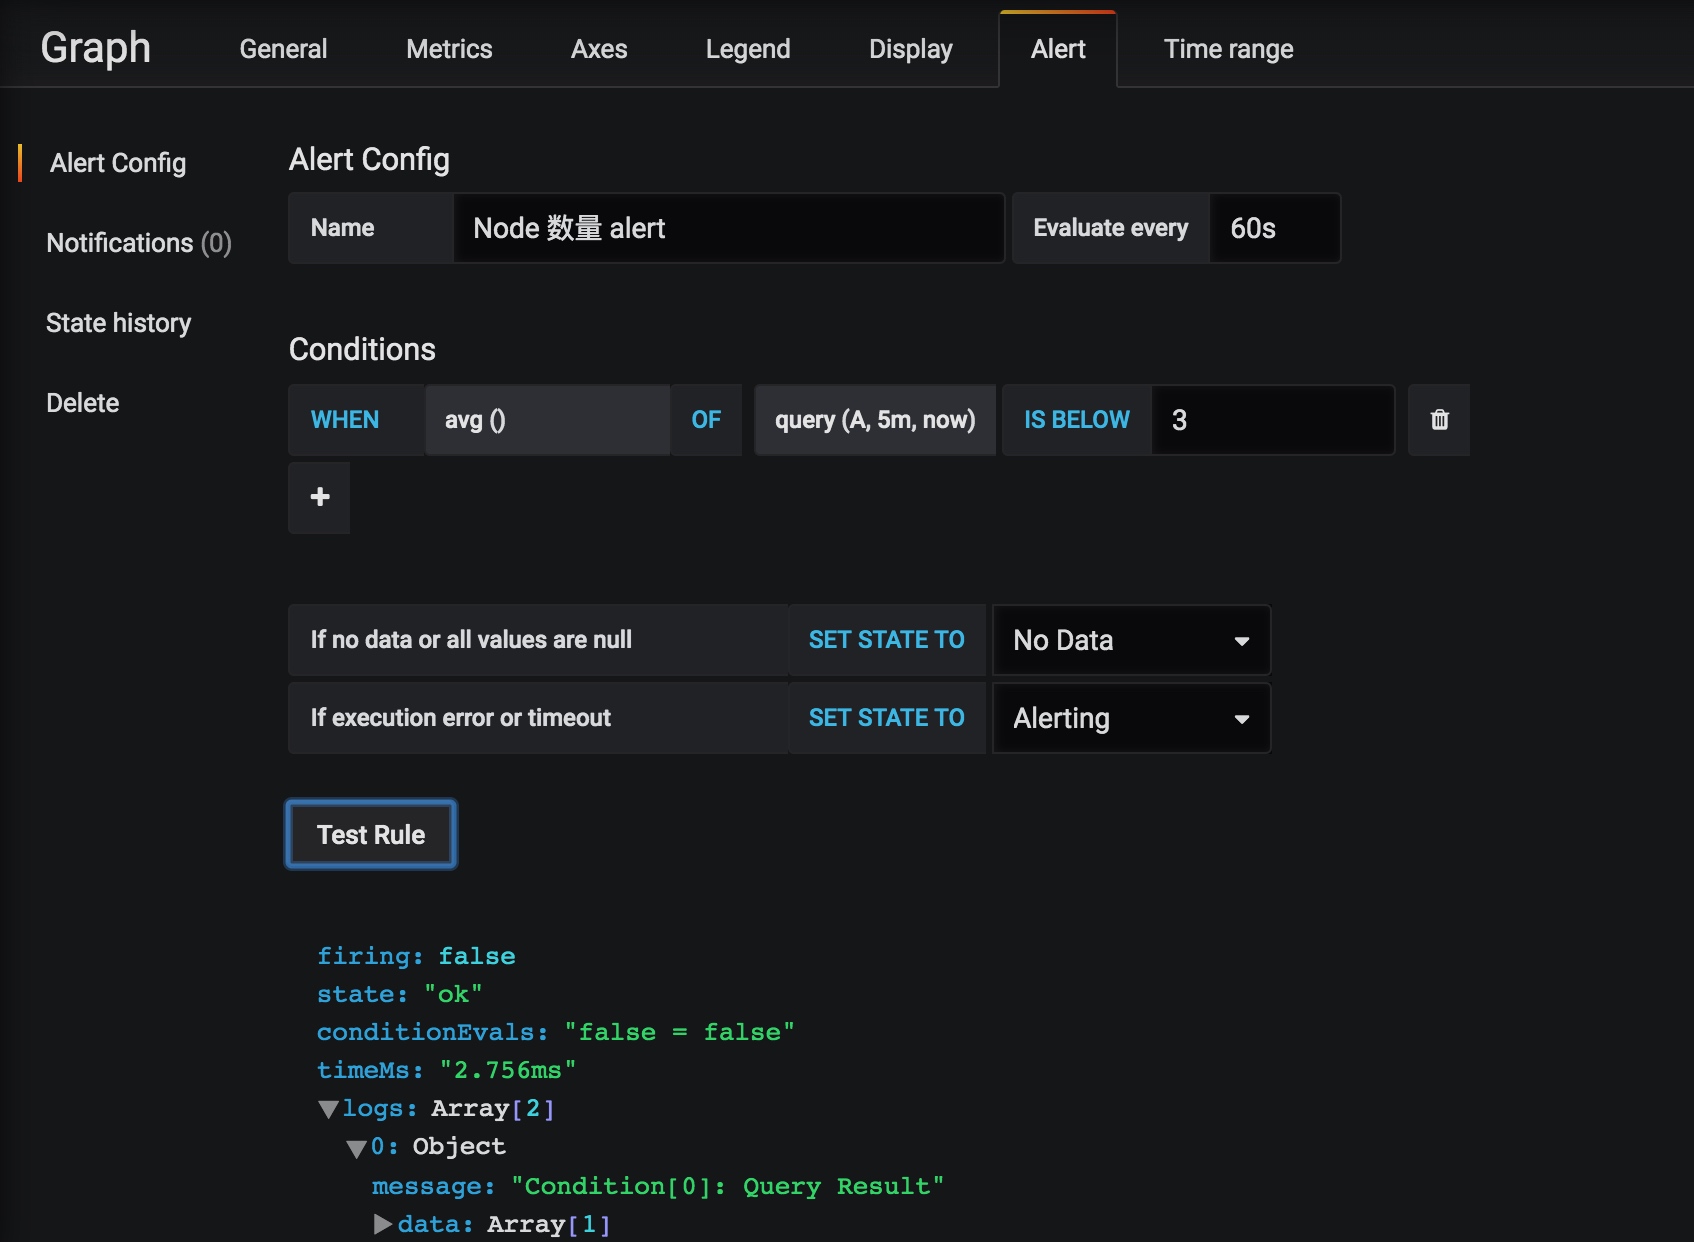 Graph General Metrics Axes Legend Display Alert Time range
Alert Config
Notifications (0)
State history
Delete
Alert Config
Name Node 数量 alert Evaluate every 60s
Conditions
WHEN avg () OF query (A, 5m, now) IS BELOW 3
+
If no data or all values are null SET STATE TO No Data
If execution error or timeout SET STATE TO Alerting
Test Rule
firing: false
state: "ok"
conditionEvals: "false = false"
timeMs: "2.756ms"
logs: Array[2]
0: Object
message: "Condition[0]: Query Result"
data: Array[1]